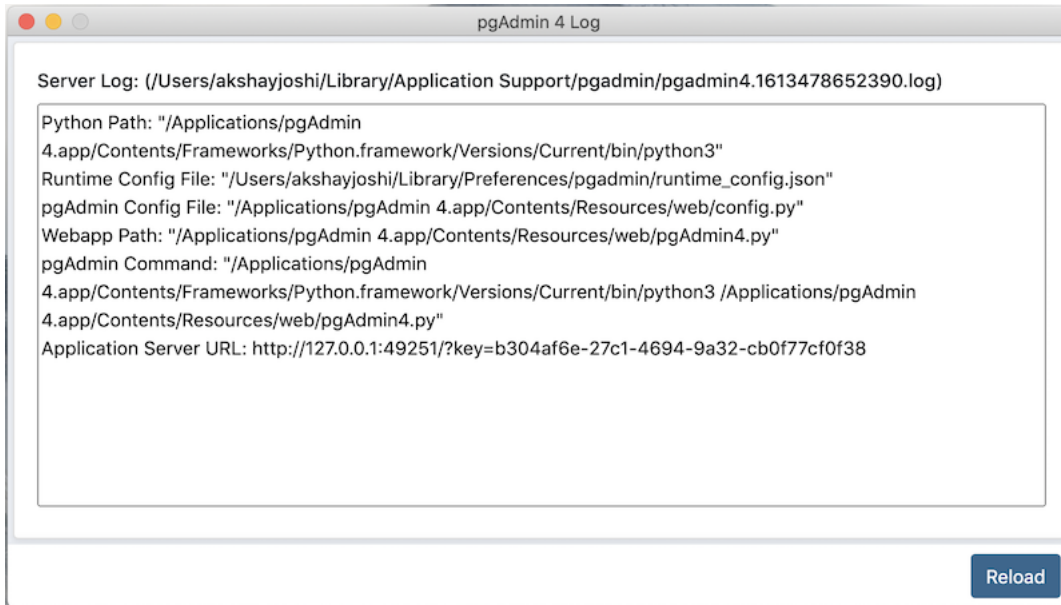 pgAdmin 4 Log
Server Log: (/Users/akshayjoshi/Library/Application Support/pgadmin/pgadmin4.1613478652390.log)
Python Path: "/Applications/pgAdmin
4.app/Contents/Frameworks/Python.framework/Versions/Current/bin/python3"
Runtime Config File: "/Users/akshayjoshi/Library/Preferences/pgadmin/runtime_config.json"
pgAdmin Config File: "/Applications/pgAdmin 4.app/Contents/Resources/web/config.py"
Webapp Path: "/Applications/pgAdmin 4.app/Contents/Resources/web/pgAdmin4.py"
pgAdmin Command: "/Applications/pgAdmin
4.app/Contents/Frameworks/Python.framework/Versions/Current/bin/python3 /Applications/pgAdmin
4.app/Contents/Resources/web/pgAdmin4.py"
Application Server URL: http://127.0.0.1:49251/?key=b304af6e-27c1-4694-9a32-cb0f77cf0f38
Reload